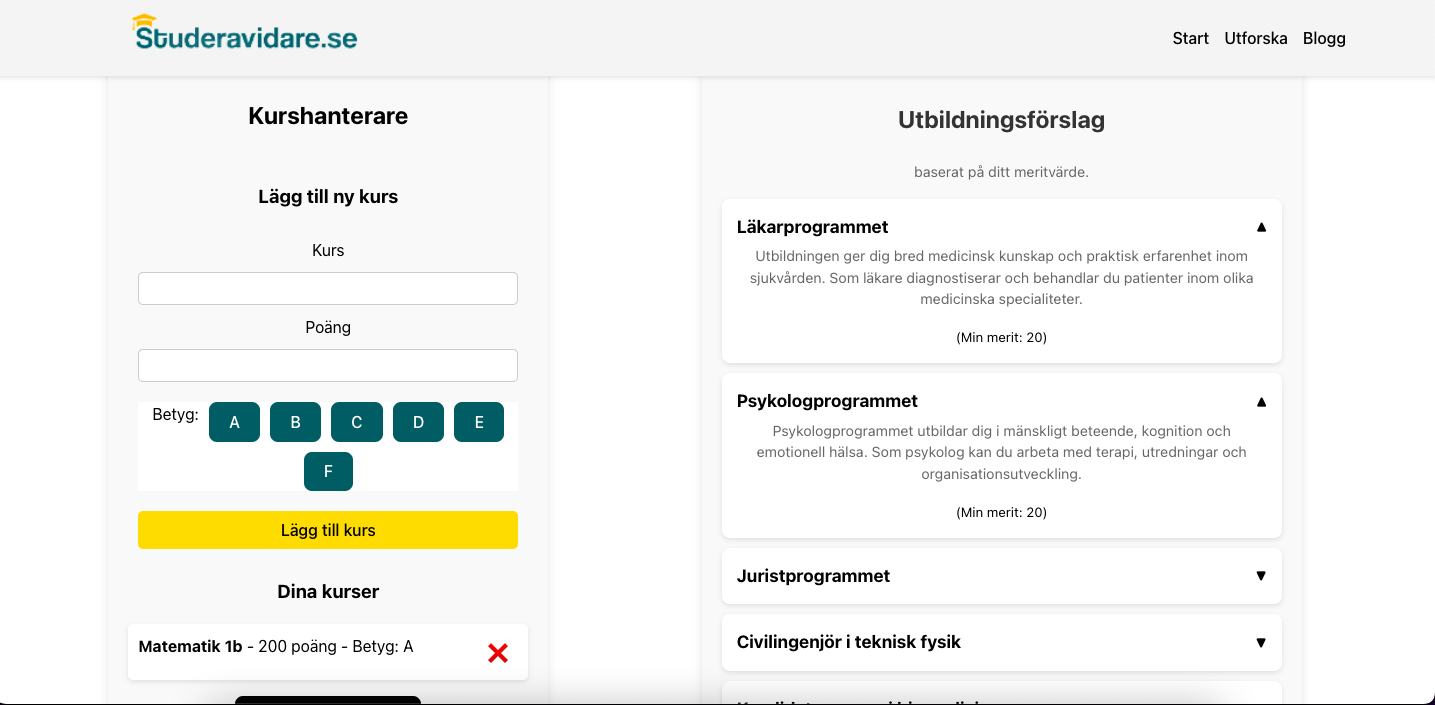 Studeravidare.se
Start Utforska Blogg
Kurshanterare
Lägg till ny kurs
Kurs
Poäng
Betyg: A B C D E
F
Lägg till kurs
Dina kurser
Matematik 1b - 200 poäng - Betyg: A
Utbildningsförslag
baserat på ditt meritvärde.
Läkarprogrammet
Utbildningen ger dig bred medicinsk kunskap och praktisk erfarenhet inom
sjukvården. Som läkare diagnostiserar och behandlar du patienter inom olika
medicinska specialiteter.
(Min merit: 20)
Psykologprogrammet
Psykologprogrammet utbildar dig i mänskligt beteende, kognition och
emotionell hälsa. Som psykolog kan du arbeta med terapi, utredningar och
organisationsutveckling.
(Min merit: 20)
Juristprogrammet
Civilingenjör i teknisk fysik